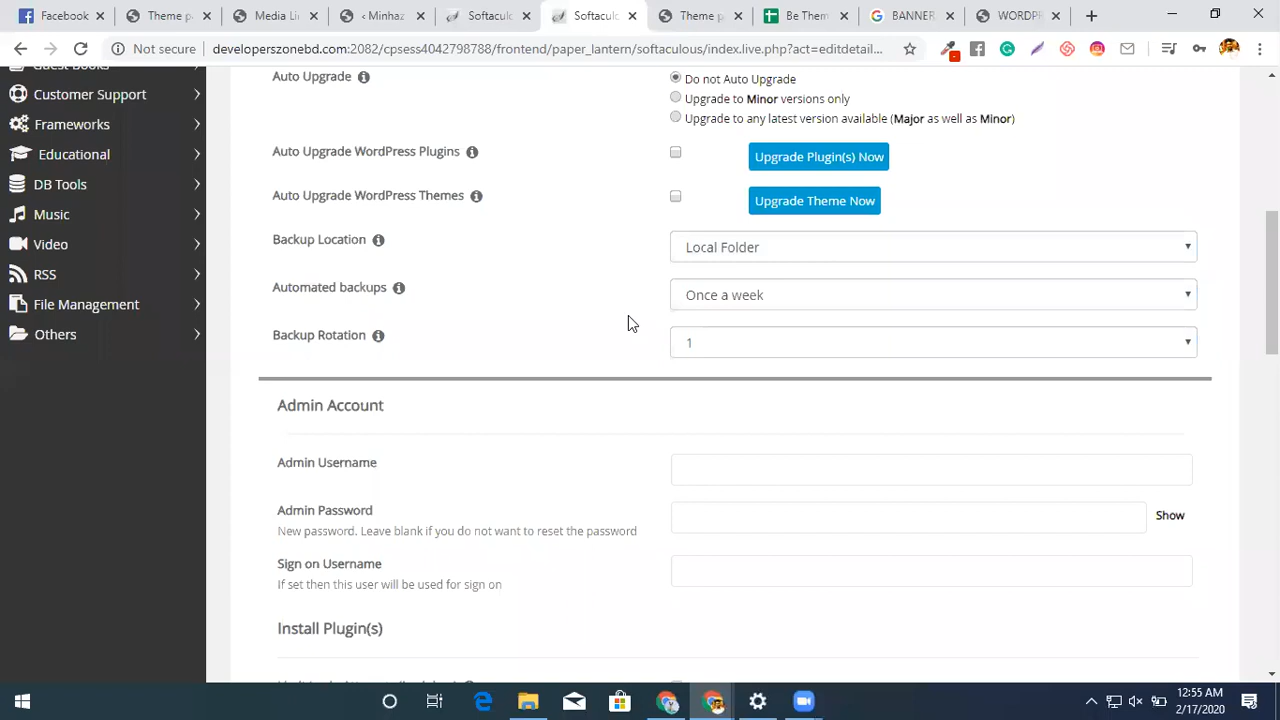 Facebook
Theme p
Media Li
‹ Minhaz
Softacu
Softaculo
Theme
Be Them
BANNER
WORDPR
Not secure
developerszonebd.com:2082/cpsess4042798788/frontend/paper_lantern/softaculous/index.live.php?act=editdetail...
Guest Books
Customer Support
Frameworks
Educational
DB Tools
Music
Video
RSS
File Management
Others
Auto Upgrade
Do not Auto Upgrade
Upgrade to Minor versions only
Upgrade to any latest version available (Major as well as Minor)
Auto Upgrade WordPress Plugins
Upgrade Plugin(s) Now
Auto Upgrade WordPress Themes
Upgrade Theme Now
Backup Location
Local Folder
Automated backups
Once a week
Backup Rotation
1
Admin Account
Admin Username
Admin Password
New password. Leave blank if you do not want to reset the password
Show
Sign on Username
If set then this user will be used for sign on
Install Plugin(s)
12:55 AM
2/17/2020